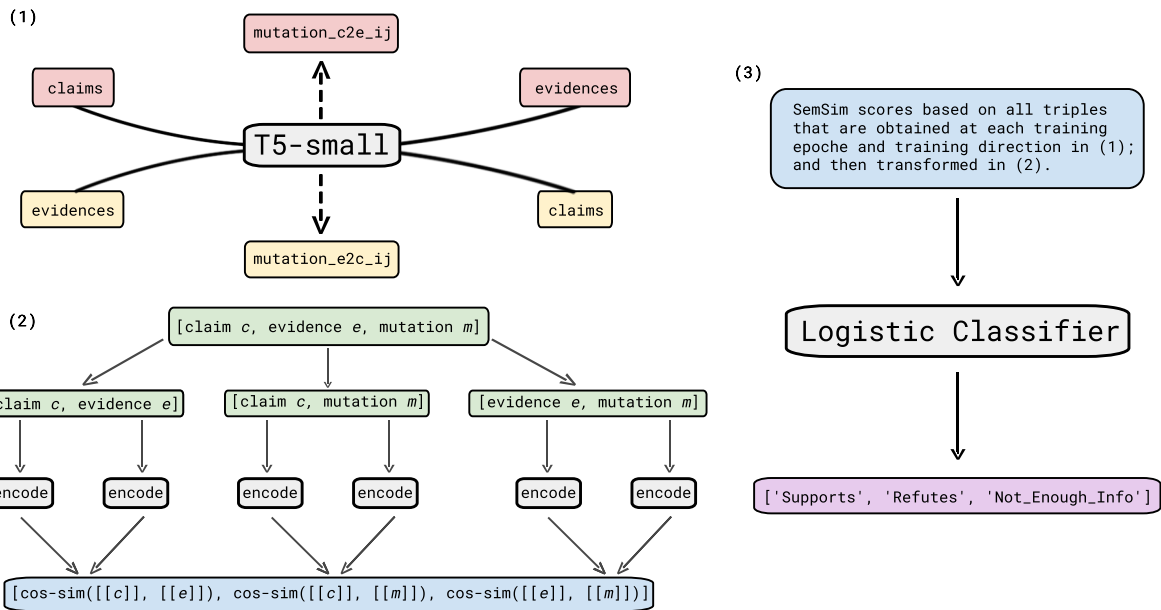 (1)
mutation_c2e_ij
claims
evidences
T5-small
evidences
claims
mutation_e2c_ij
(2)
[claim c, evidence e, mutation m]
claim c, evidence e]
[claim c, mutation m]
[evidence e, mutation m]
encode
encode
encode
encode
encode
encode
[cos-sim([[c]], [[e]]), cos-sim([[c]], [[m]]), cos-sim([[e]], [[m]])]
(3)
SemSim scores based on all triples
that are obtained at each training
epoche and training direction in (1);
and then transformed in (2).
Logistic Classifier
['Supports', 'Refutes', 'Not_Enough_Info']